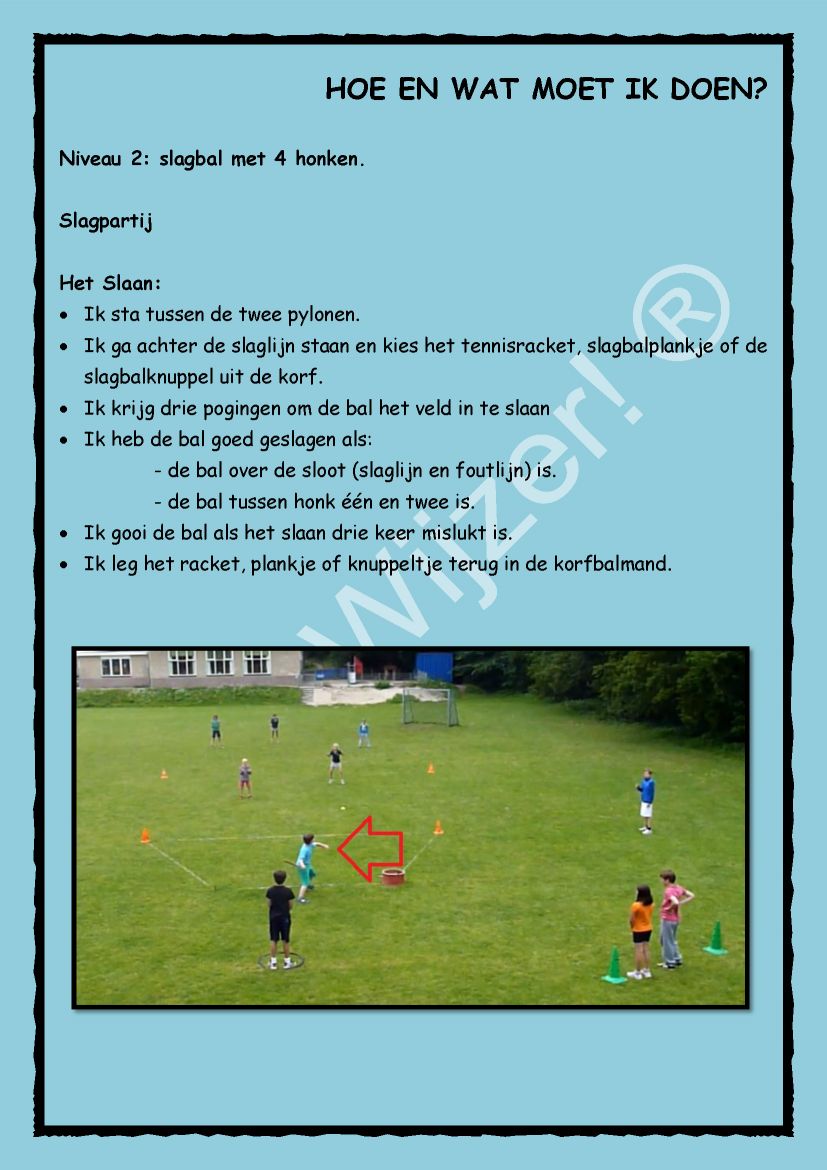 HOE EN WAT MOET IK DOEN?
Niveau 2: slagbal met 4 honken.
Slagpartij
Het Slaan:
• Ik sta tussen de twee pylonen.
• Ik ga achter de slaglijn staan en kies het tennisracket, slagbalplankje of de
slagbalknuppel uit de korf.
• Ik krijg drie pogingen om de bal het veld in te slaan
• Ik heb de bal goed geslagen als:
- de bal over de sloot (slaglijn en foutlijn) is.
- de bal tussen honk één en twee is.
• Ik gooi de bal als het slaan drie keer mislukt is.
• Ik leg het racket, plankje of knuppeltje terug in de korfbalmand.
Wijzer! ®